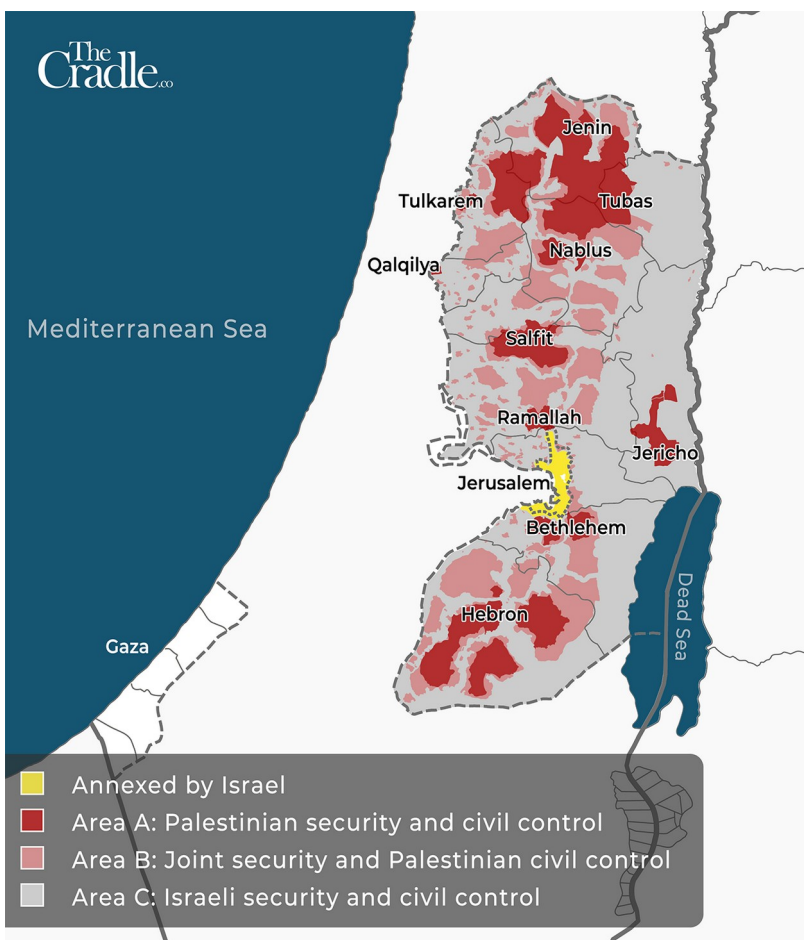 The
Cradle.co
Jenin
Tulkarem
Tubas
Nablus
Qalqilya
Mediterranean Sea
Salfit
Ramallah
Jericho
Jerusalem
Bethlehem
Dead Sea
Hebron
Gaza
Annexed by Israel
Area A: Palestinian security and civil control
Area B: Joint security and Palestinian civil control
Area C: Israeli security and civil control